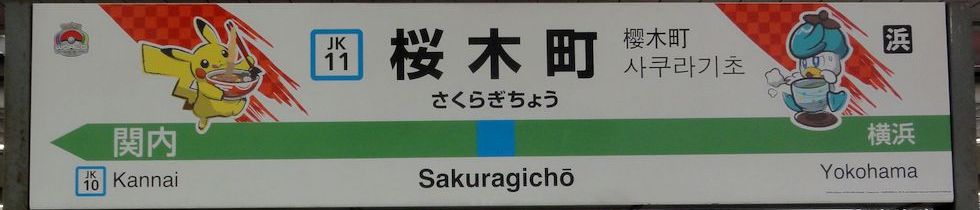 JK
11
桜木町
樱木町
사쿠라기초
浜
さくらぎちょう
関内
横浜
JK
10
Kannai
Sakuragichō
Yokohama